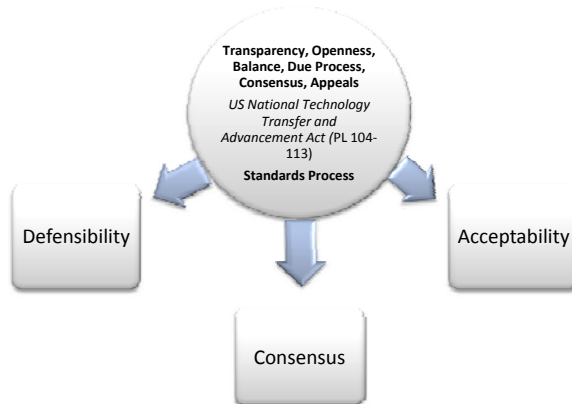 Transparency, Openness,
Balance, Due Process,
Consensus, Appeals
US National Technology
Transfer and
Advancement Act (PL 104-
113)
Standards Process
Defensibility
Acceptability
Consensus